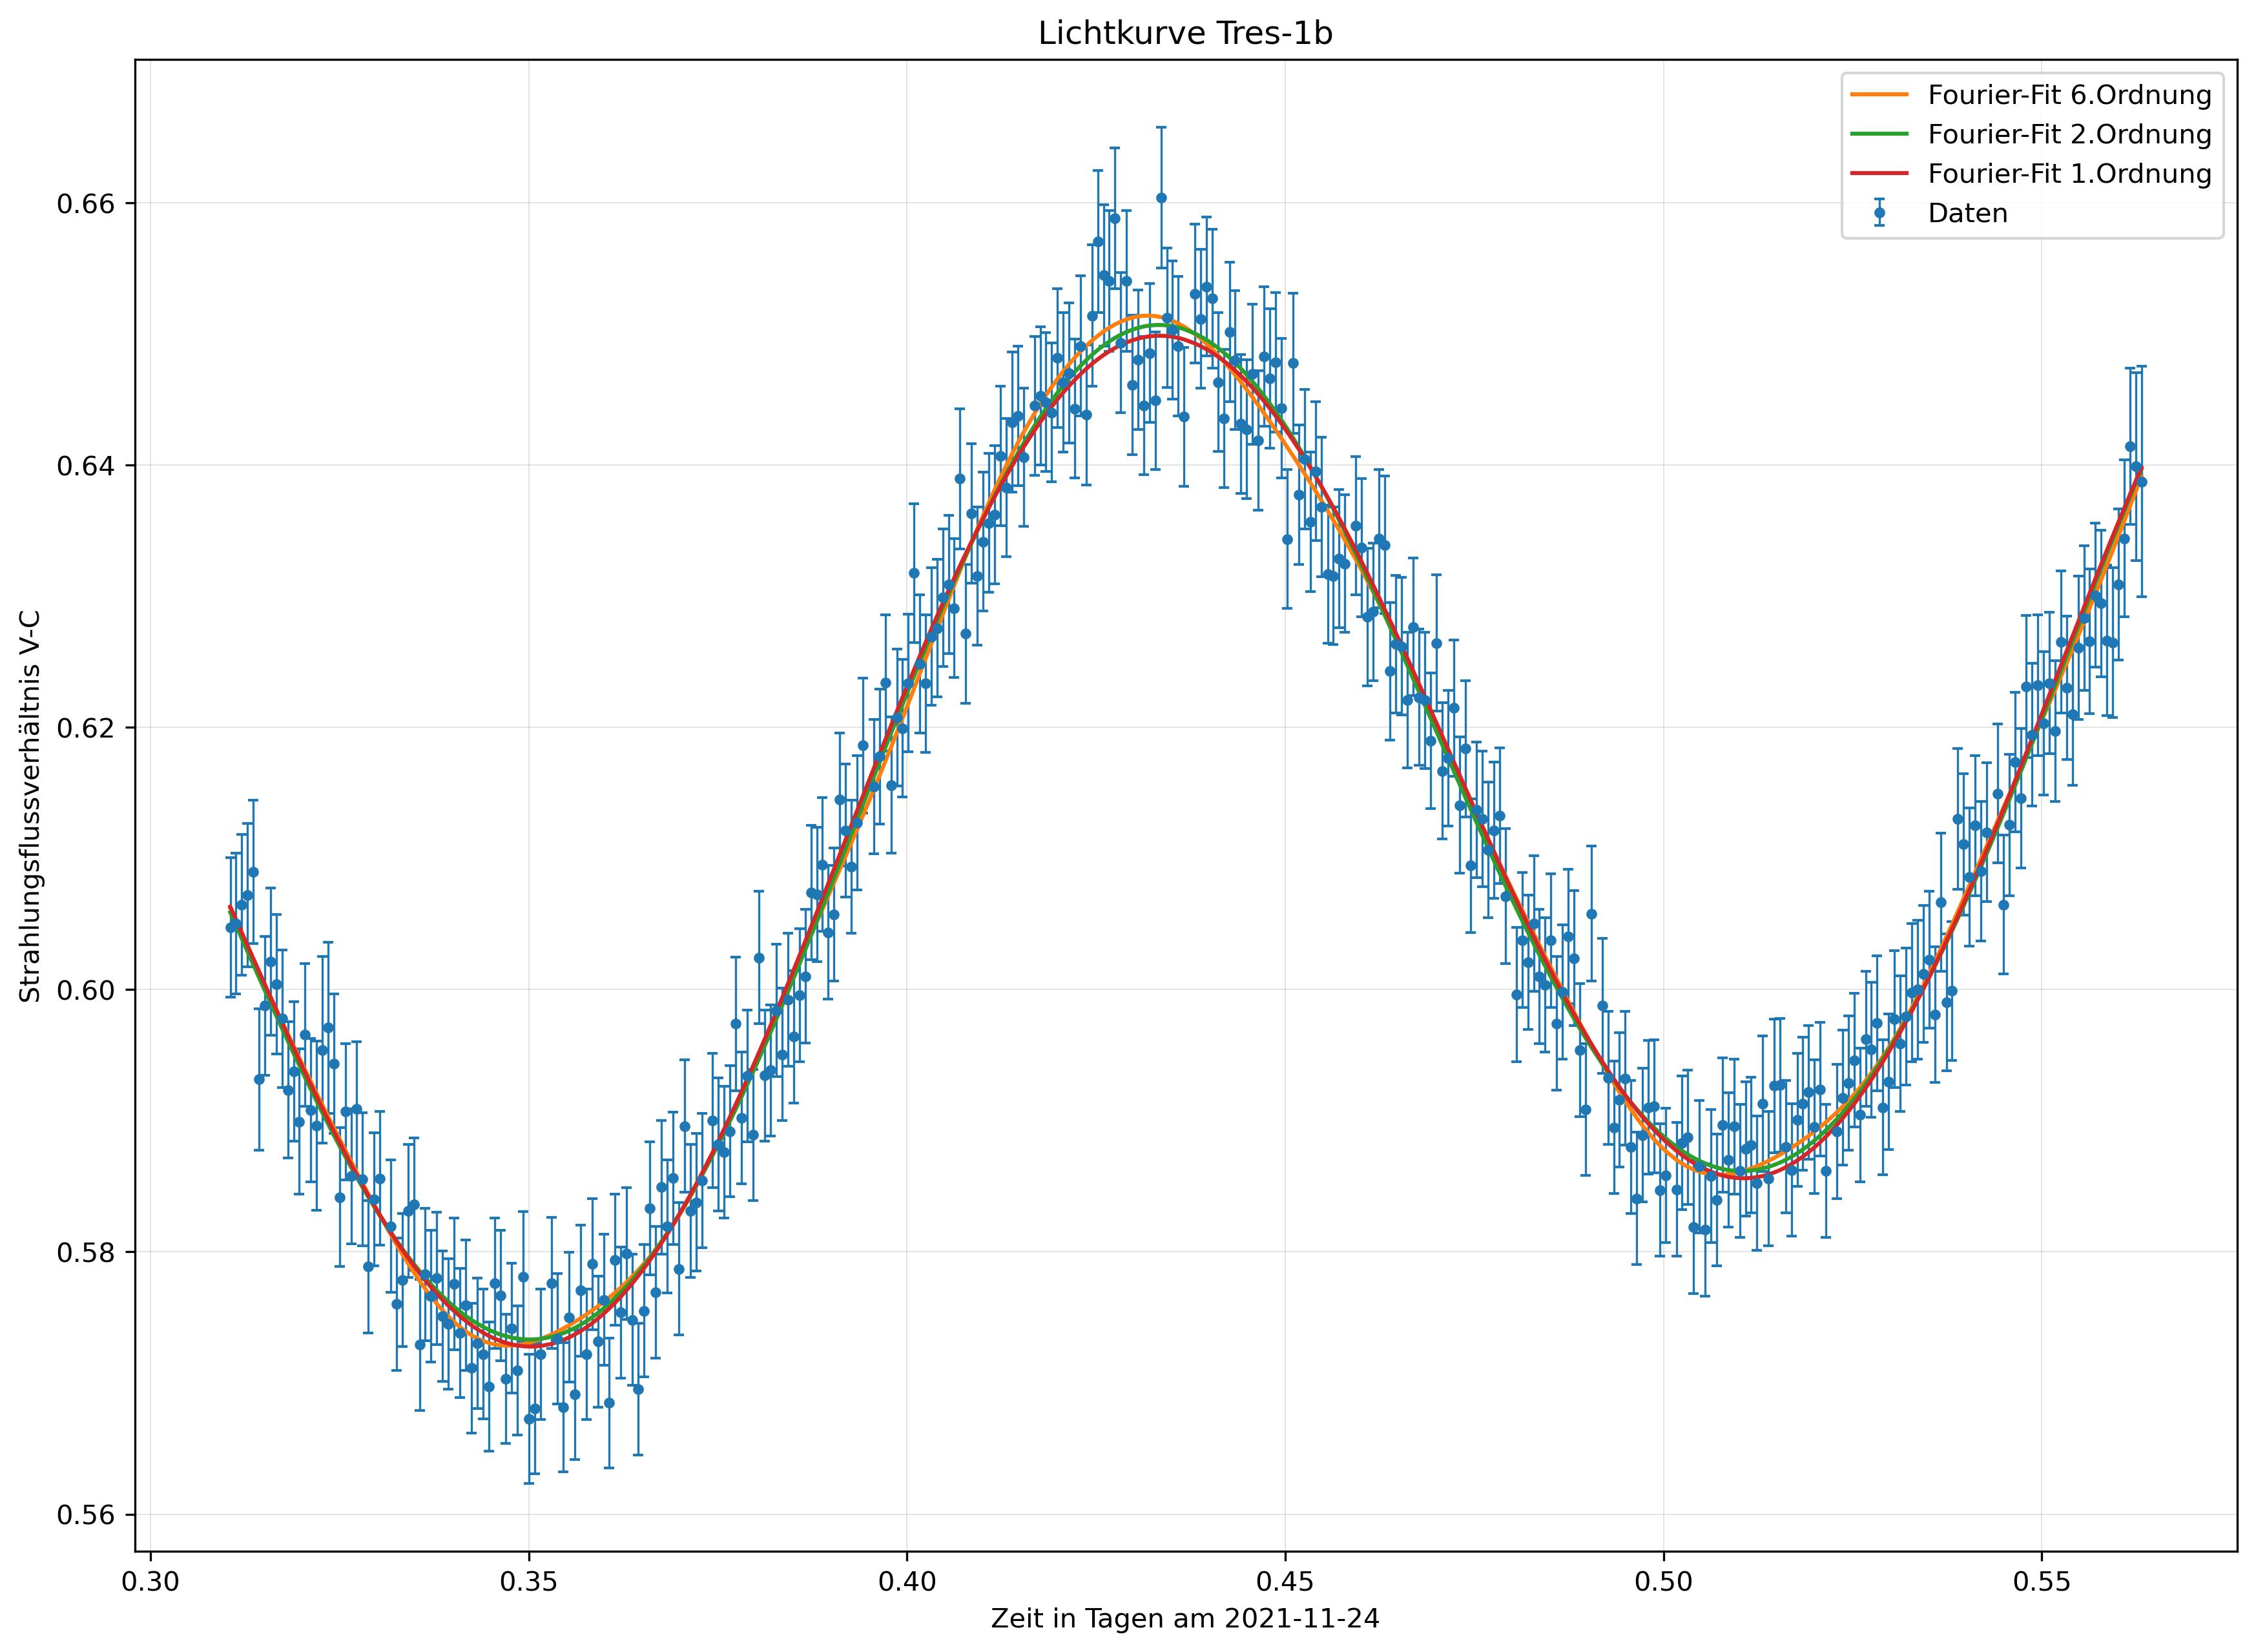 Lichtkurve Tres-1b
Fourier-Fit 6.Ordnung
Fourier-Fit 2.Ordnung
Fourier-Fit 1.Ordnung
Daten
0.66
0.64
0.62
0.60
0.58
0.56
Strahlungsflussverhältnis V-C
0.30 0.35 0.40 0.45 0.50 0.55
Zeit in Tagen am 2021-11-24